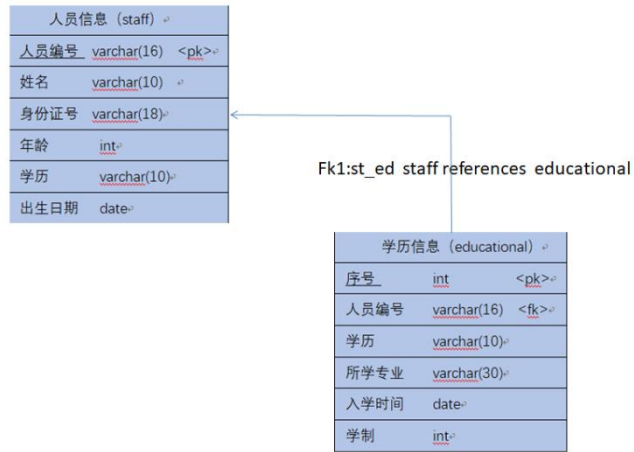 人员信息（staff）
人员编号 varchar(16) <pk>
姓名 varchar(10)
身份证号 varchar(18)
年龄 int
学历 varchar(10)
出生日期 date
Fk1:st_ed staff references educational
学历信息（educational）
序号 int <pk>
人员编号 varchar(16) <fk>
学历 varchar(10)
所学专业 varchar(30)
入学时间 date
学制 int